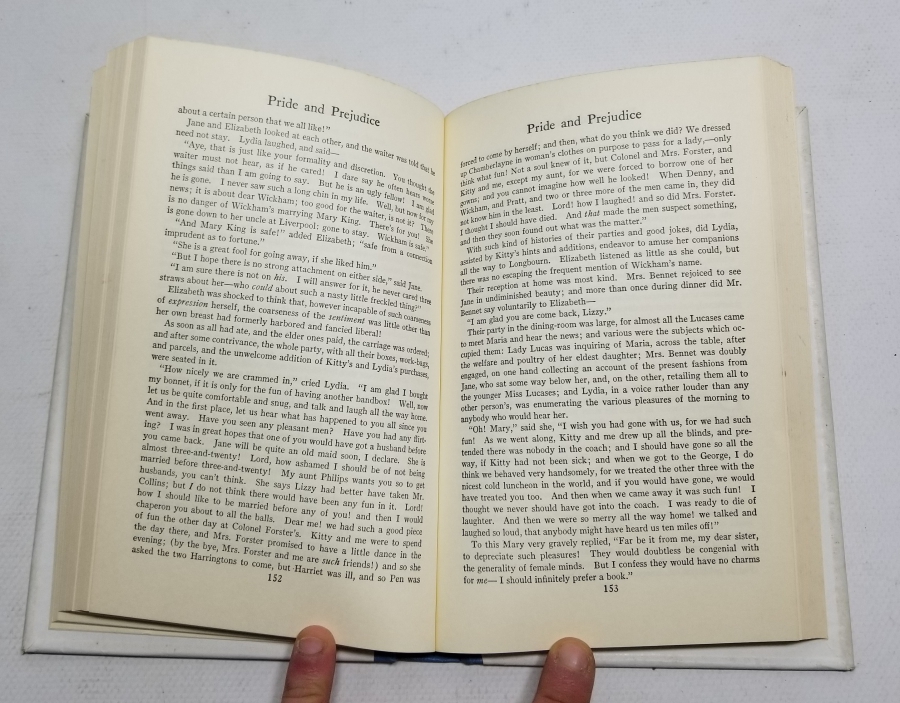 Pride and Prejudice
about a certain person that we all like!"
Jane and Elizabeth looked at each other, and the waiter was told that he
need not stay. Lydia laughed, and said—
"Aye, that is just like your formality and discretion. You thought the
waiter must not hear, as if he cared! I dare say he often hears worse
things said than I am going to say. But he is an ugly fellow! I am glad
he is gone. I never saw such a long chin in my life. Well, but now for my
news; it is about dear Wickham; too good for the waiter, is not it? There
is no danger of Wickham's marrying Mary King. There's for you! She
is gone down to her uncle at Liverpool: gone to stay. Wickham is safe."
"And Mary King is safe!" added Elizabeth; "safe from a connection
imprudent as to fortune."
"She is a great fool for going away, if she liked him."
"But I hope there is no strong attachment on either side," said Jane.
"I am sure there is not on his. I will answer for it, he never cared three
straws about her—who could about such a nasty little freckled thing?"
Elizabeth was shocked to think that, however incapable of such coarseness
of expression herself, the coarseness of the sentiment was little other than
her own breast had formerly harbored and fancied liberal!
As soon as all had ate, and the elder ones paid, the carriage was ordered;
and after some contrivance, the whole party, with all their boxes, work-bags,
and parcels, and the unwelcome addition of Kitty's and Lydia's purchases,
were seated in it.
"How nicely we are crammed in," cried Lydia. "I am glad I bought
my bonnet, if it is only for the fun of having another bandbox! Well, now
let us be quite comfortable and snug, and talk and laugh all the way home.
And in the first place, let us hear what has happened to you all since you
went away. Have you seen any pleasant men? Have you had any flirt-
ing? I was in great hopes that one of you would have got a husband before
you came back. Jane will be quite an old maid soon, I declare. She is
almost three-and-twenty! Lord, how ashamed I should be of not being
married before three-and-twenty! My aunt Philips wants you so to get
husbands, you can't think. She says Lizzy had better have taken Mr.
Collins; but I do not think there would have been any fun in it. Lord!
how I should like to be married before any of you! and then I would
chaperon you about to all the balls. Dear me! we had such a good piece
of fun the other day at Colonel Forster's. Kitty and me were to spend
the day there, and Mrs. Forster promised to have a little dance in the
evening; (by the bye, Mrs. Forster and me are such friends!) and so she
asked the two Harringtons to come, but Harriet was ill, and so Pen was
152
Pride and Prejudice
forced to come by herself; and then, what do you think we did? We dressed
up Chamberlayne in woman's clothes on purpose to pass for a lady,—only
think what fun! Not a soul knew of it, but Colonel and Mrs. Forster, and
Kitty and me, except my aunt, for we were forced to borrow one of her
gowns; and you cannot imagine how well he looked! When Denny, and
Wickham, and Pratt, and two or three more of the men came in, they did
not know him in the least. Lord! how I laughed! and so did Mrs. Forster.
I thought I should have died. And that made the men suspect something,
and then they soon found out what was the matter."
With such kind of histories of their parties and good jokes, did Lydia,
assisted by Kitty's hints and additions, endeavor to amuse her companions
all the way to Longbourn. Elizabeth listened as little as she could, but
there was no escaping the frequent mention of Wickham's name.
Their reception at home was most kind. Mrs. Bennet rejoiced to see
Jane in undiminished beauty; and more than once during dinner did Mr.
Bennet say voluntarily to Elizabeth—
"I am glad you are come back, Lizzy."
Their party in the dining-room was large, for almost all the Lucases came
to meet Maria and hear the news; and various were the subjects which oc-
cupied them: Lady Lucas was inquiring of Maria, across the table, after
the welfare and poultry of her eldest daughter; Mrs. Bennet was doubly
engaged, on one hand collecting an account of the present fashions from
Jane, who sat some way below her, and, on the other, retailing them all to
the younger Miss Lucases; and Lydia, in a voice rather louder than any
other person's, was enumerating the various pleasures of the morning to
anybody who would hear her.
"Oh! Mary," said she, "I wish you had gone with us, for we had such
fun! As we went along, Kitty and me drew up all the blinds, and pre-
tended there was nobody in the coach; and I should have gone so all the
way, if Kitty had not been sick; and when we got to the George, I do
think we behaved very handsomely, for we treated the other three with the
nicest cold luncheon in the world, and if you would have gone, we would
have treated you too. And then when we came away it was such fun! I
thought we never should have got into the coach. I was ready to die of
laughter. And then we were so merry all the way home! we talked and
laughed so loud, that anybody might have heard us ten miles off!"
To this Mary very gravely replied, "Far be it from me, my dear sister,
to depreciate such pleasures! They would doubtless be congenial with
the generality of female minds. But I confess they would have no charms
for me— I should infinitely prefer a book."
153